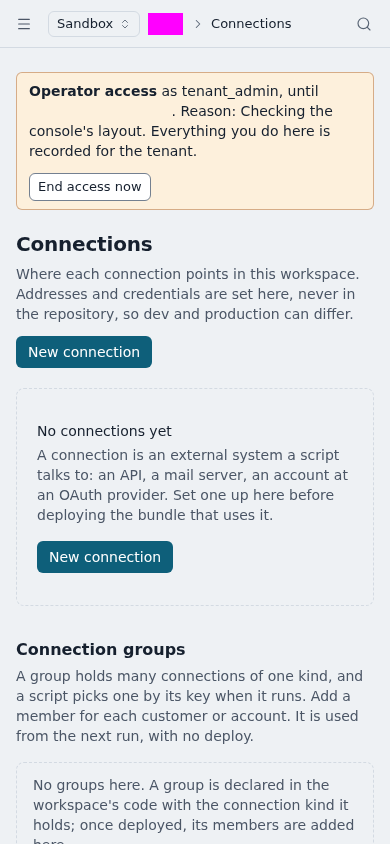 Sandbox
Connections
Operator access as tenant_admin, until
. Reason: Checking the
console's layout. Everything you do here is
recorded for the tenant.
End access now
Connections
Where each connection points in this workspace.
Addresses and credentials are set here, never in
the repository, so dev and production can differ.
New connection
No connections yet
A connection is an external system a script
talks to: an API, a mail server, an account at
an OAuth provider. Set one up here before
deploying the bundle that uses it.
New connection
Connection groups
A group holds many connections of one kind, and
a script picks one by its key when it runs. Add a
member for each customer or account. It is used
from the next run, with no deploy.
No groups here. A group is declared in the
workspace's code with the connection kind it
holds; once deployed, its members are added
here.